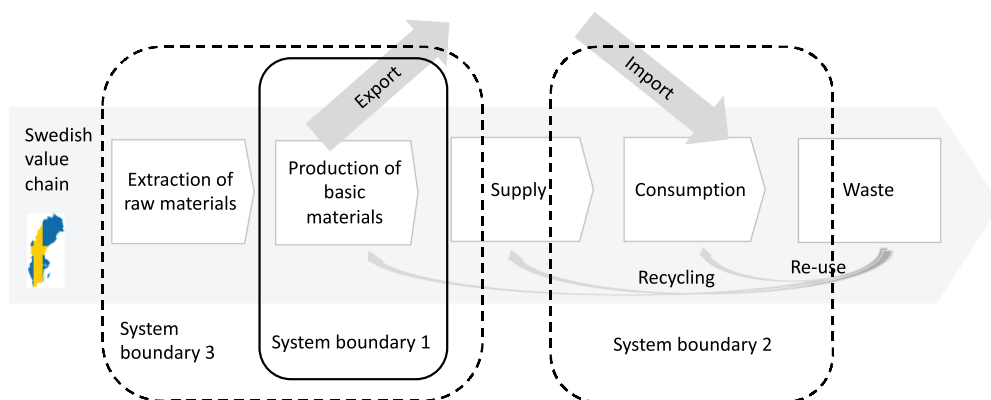 Export
Import
Swedish
value
chain
Extraction of
raw materials
Production of
basic
materials
Supply
Consumption
Waste
Recycling
Re-use
System
boundary 3
System boundary 1
System boundary 2